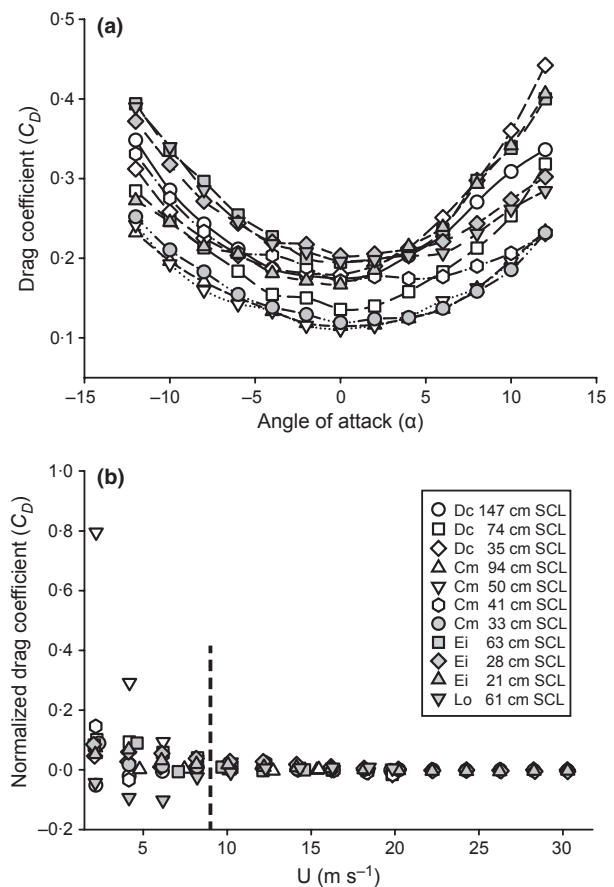 (a)
0·5
0·4
0·3
0·2
0·1
Drag coefficient (C_D)
–15
–10
–5
0
5
10
15
Angle of attack (α)
(b)
1·0
0·8
0·6
0·4
0·2
0·0
–0·2
Normalized drag coefficient (C_D)
Dc 147 cm SCL
Dc 74 cm SCL
Dc 35 cm SCL
Cm 94 cm SCL
Cm 50 cm SCL
Cm 41 cm SCL
Cm 33 cm SCL
Ei 63 cm SCL
Ei 28 cm SCL
Ei 21 cm SCL
Lo 61 cm SCL
5
10
15
20
25
30
U (m s⁻¹)